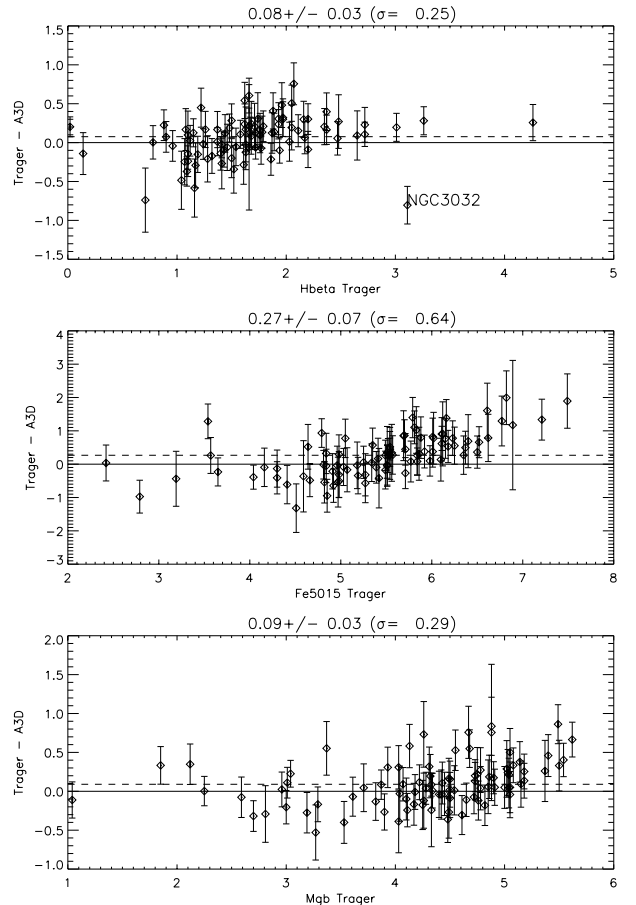 0.08+/- 0.03 (σ= 0.25)
1.5
1.0
0.5
0.0
-0.5
-1.0
-1.5
Trager - A3D
NGC3032
0 1 2 3 4 5
Hbeta Trager
0.27+/- 0.07 (σ= 0.64)
4
3
2
1
0
-1
-2
-3
Trager - A3D
2 3 4 5 6 7 8
Fe5015 Trager
0.09+/- 0.03 (σ= 0.29)
2.0
1.5
1.0
0.5
0.0
-0.5
-1.0
Trager - A3D
1 2 3 4 5 6
Mgb Trager